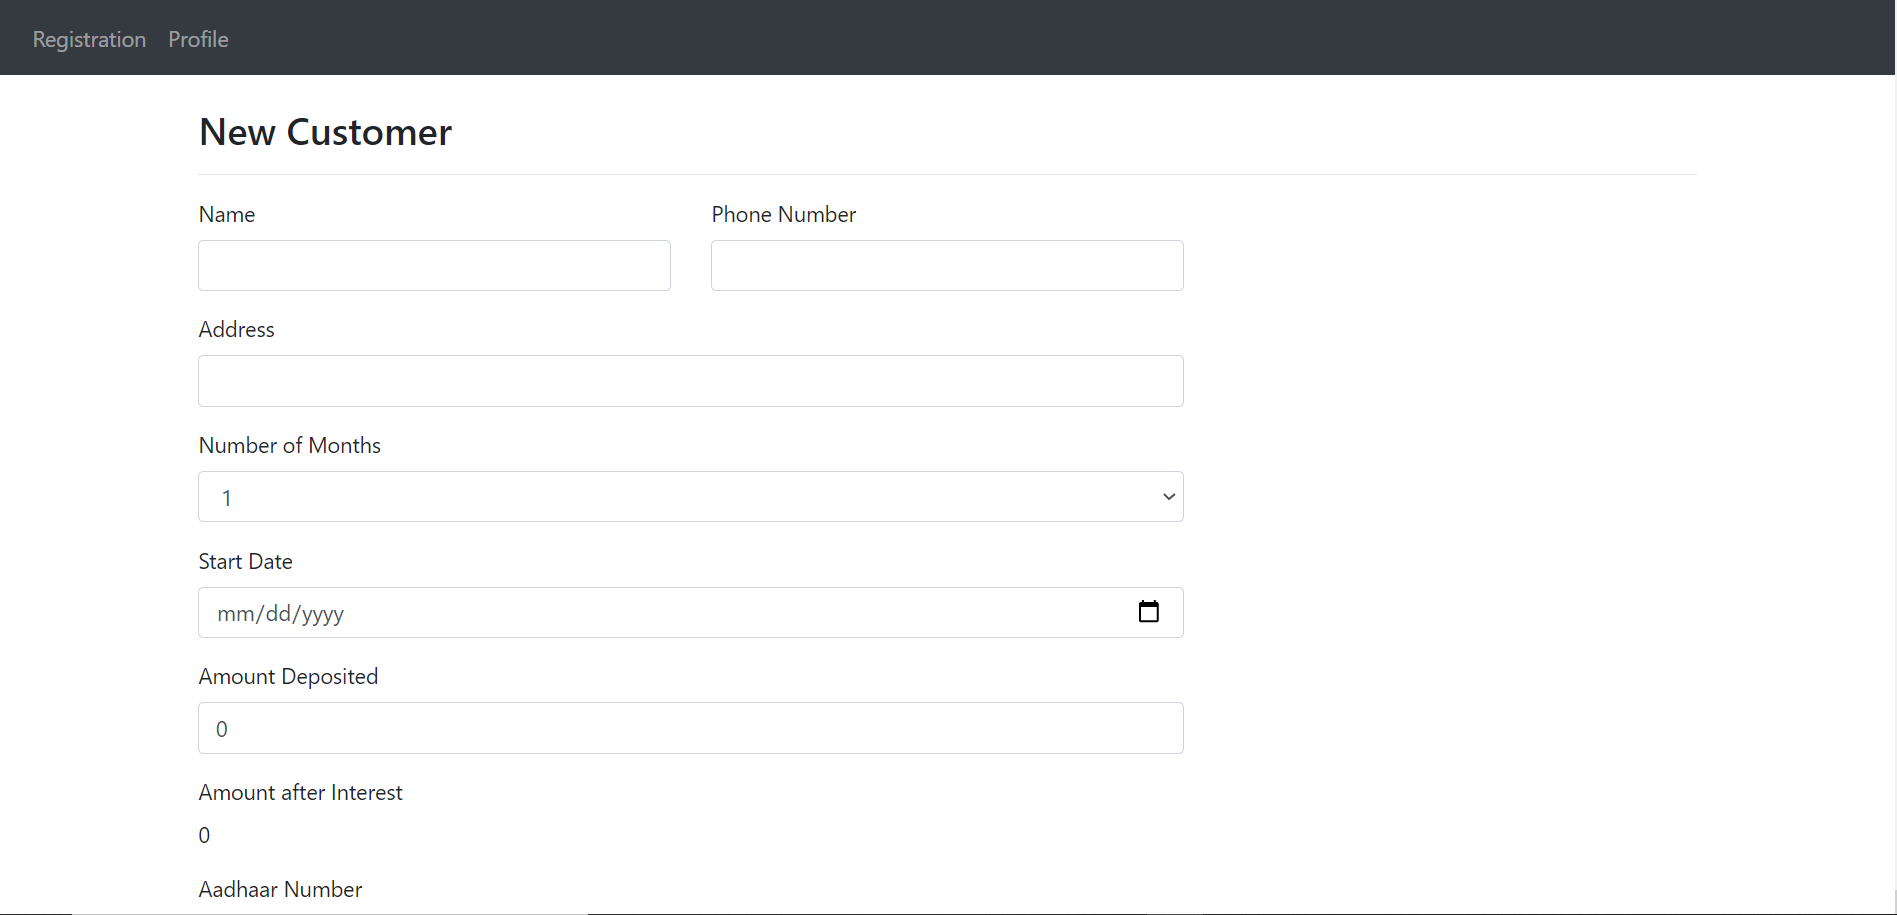 Registration Profile
New Customer
Name Phone Number
Address
Number of Months
1
Start Date
mm/dd/yyyy
Amount Deposited
0
Amount after Interest
0
Aadhaar Number